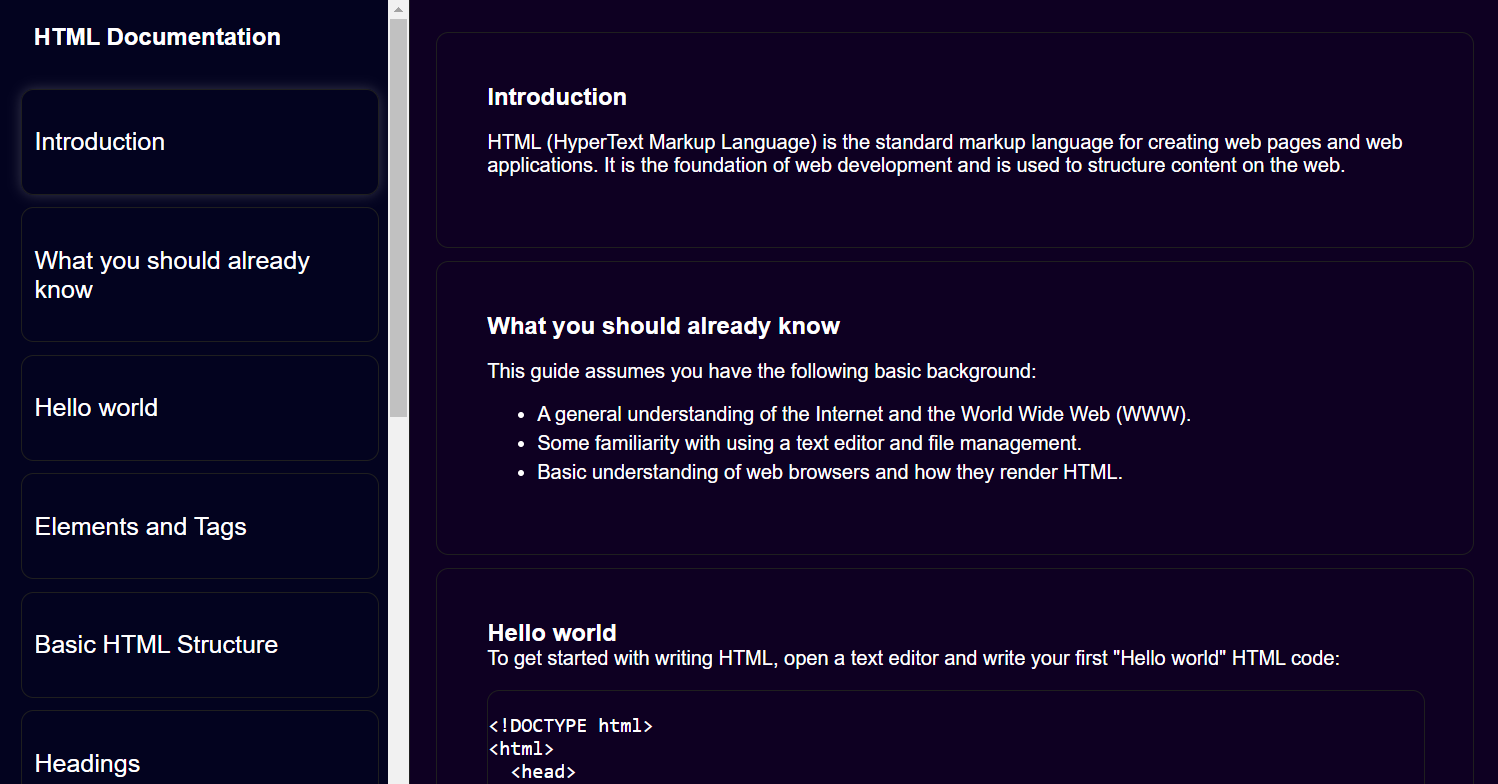 HTML Documentation
Introduction
What you should already
know
Hello world
Elements and Tags
Basic HTML Structure
Headings
Introduction
HTML (HyperText Markup Language) is the standard markup language for creating web pages and web
applications. It is the foundation of web development and is used to structure content on the web.
What you should already know
This guide assumes you have the following basic background:
• A general understanding of the Internet and the World Wide Web (WWW).
• Some familiarity with using a text editor and file management.
• Basic understanding of web browsers and how they render HTML.
Hello world
To get started with writing HTML, open a text editor and write your first "Hello world" HTML code:
<!DOCTYPE html>
<html>
  <head>